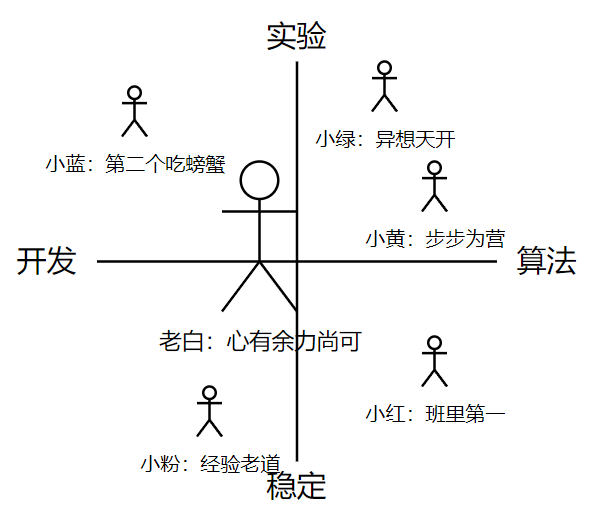 实验
小绿：异想天开
小蓝：第二个吃螃蟹
小黄：步步为营
开发
算法
老白：心有余力尚可
小红：班里第一
小粉：经验老道
稳定